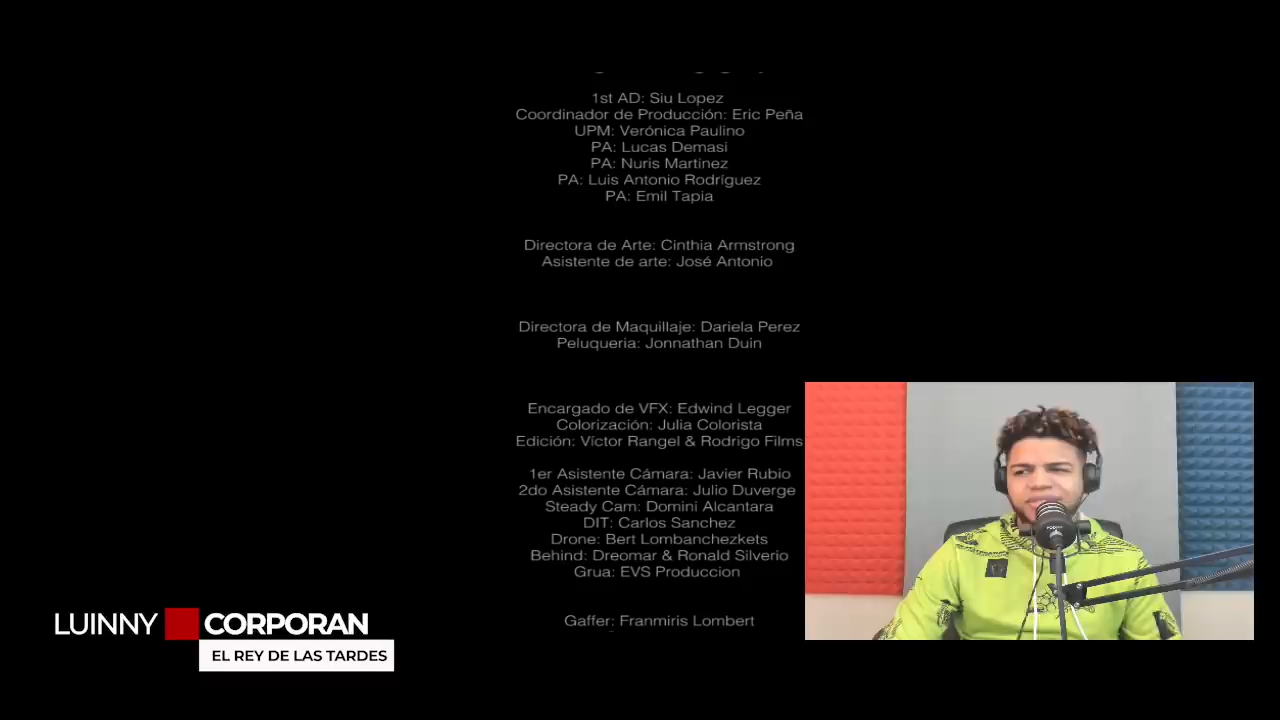 1st AD: Siu Lopez
Coordinador de Producción: Eric Peña
UPM: Verónica Paulino
PA: Lucas Demasi
PA: Nuris Martinez
PA: Luis Antonio Rodríguez
PA: Emil Tapia
Directora de Arte: Cinthia Armstrong
Asistente de arte: José Antonio
Directora de Maquillaje: Dariela Perez
Peluqueria: Jonnathan Duin
Encargado de VFX: Edwind Legger
Colorización: Julia Colorista
Edición: Víctor Rangel & Rodrigo Films
1er Asistente Cámara: Javier Rubio
2do Asistente Cámara: Julio Duverge
Steady Cam: Domini Alcantara
DIT: Carlos Sanchez
Drone: Bert Lombanchezkets
Behind: Dreomar & Ronald Silverio
Grua: EVS Produccion
Gaffer: Franmiris Lombert
LUINNY CORPORAN
EL REY DE LAS TARDES